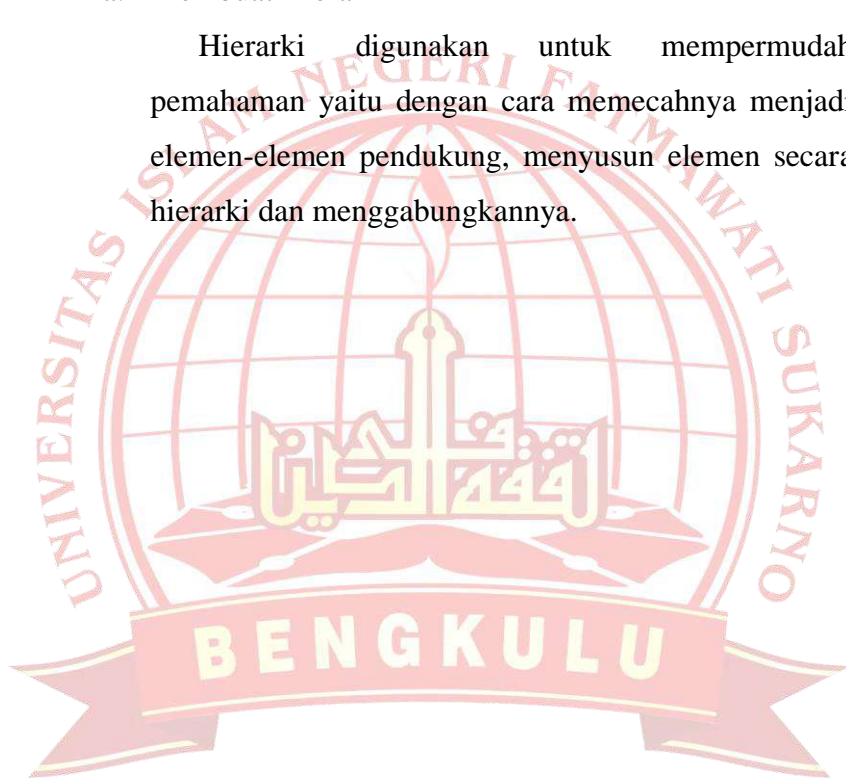 Hierarki digunakan untuk mempermudah
pemahaman yaitu dengan cara memecahnya menjadi
elemen-elemen pendukung, menyusun elemen secara
hierarki dan menggabungkannya.
UNIVERSITAS ISLAM NEGERI FATMAWATI SUKARNO
BENGKULU